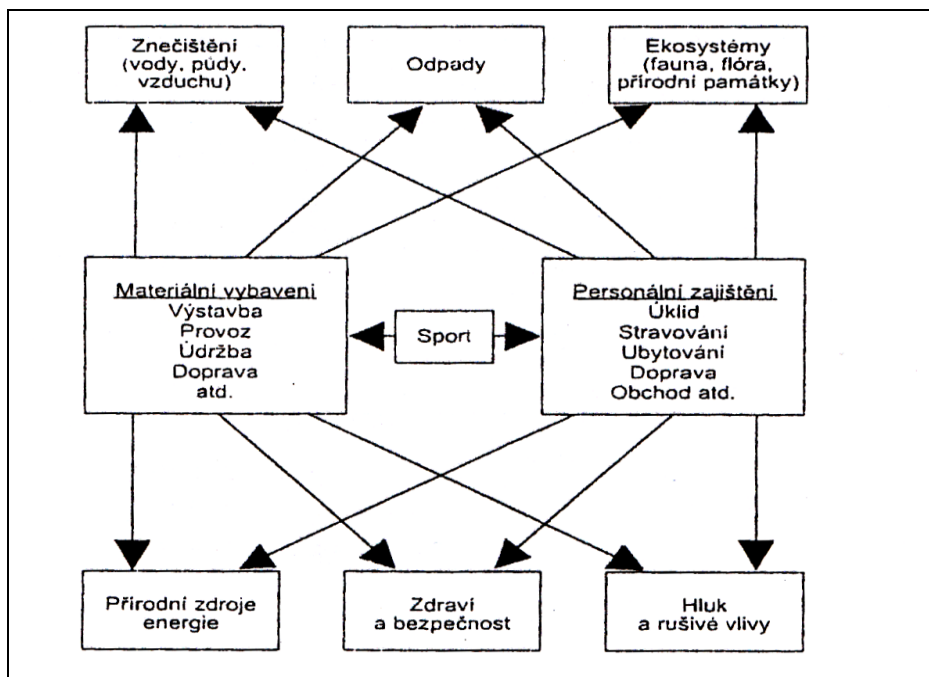 Znečištění
(vody, půdy,
vzduchu)
Odpady
Ekosystémy
(fauna, flóra,
přírodní památky)
Materiální vybavení
Výstavba
Provoz
Údržba
Doprava
atd.
Sport
Personální zajištění
Úklid
Stravování
Ubytování
Doprava
Obchod atd.
Přírodní zdroje
energie
Zdraví
a bezpečnost
Hluk
a rušivé vlivy